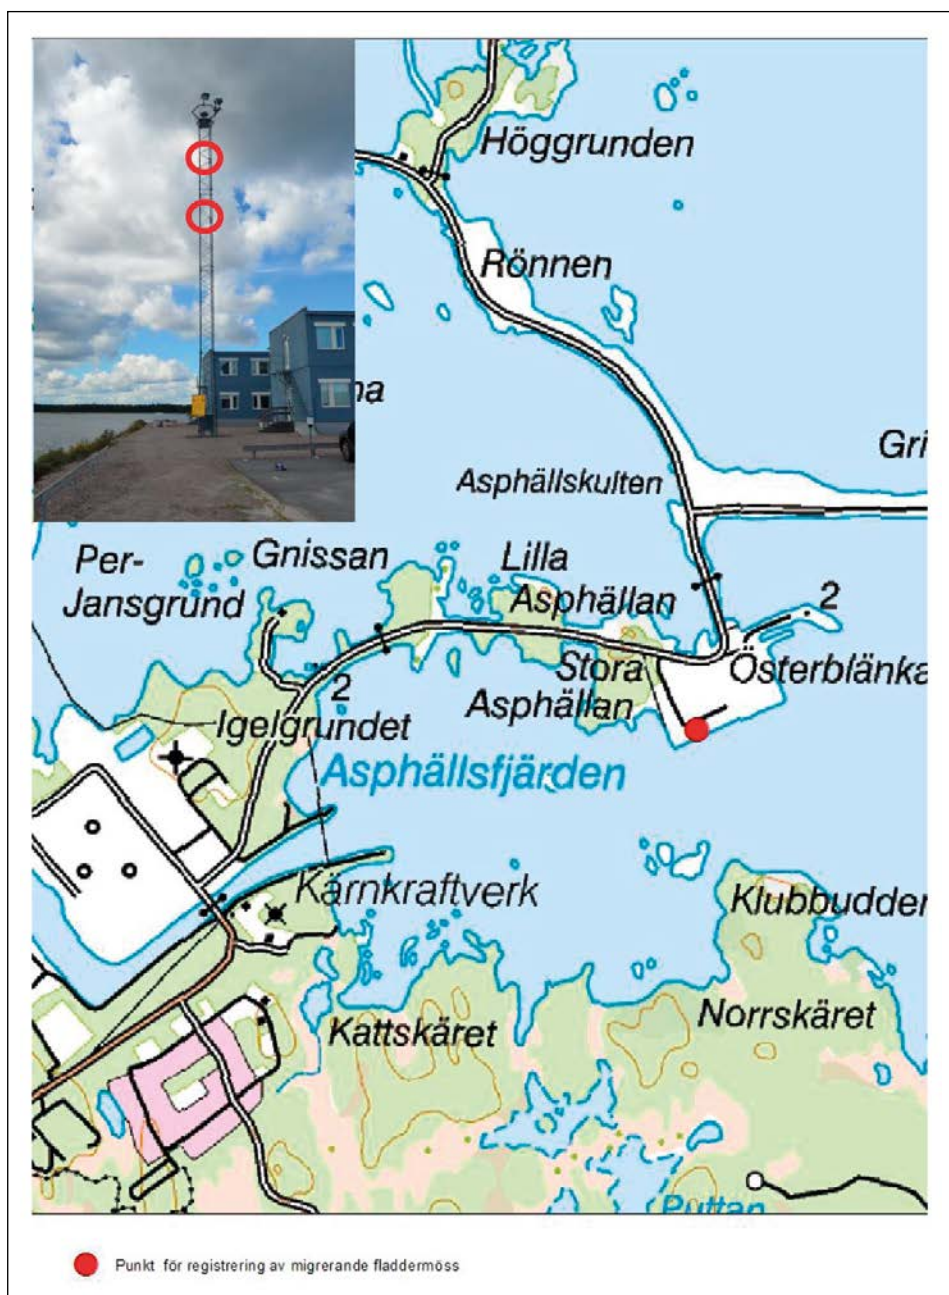 Höggrunden
Rönnen
na
Gri
Asphällskulten
Per-
Jansgrund
Gnissan
Lilla
Asphällan
2
2
Stora
Asphällan
Österblänka
Igelgrundet
Asphällsfjärden
Kärnkraftverk
Klubbudden
Kattskäret
Norrskäret
Puttan
Punkt för registrering av migrerande fladdermöss